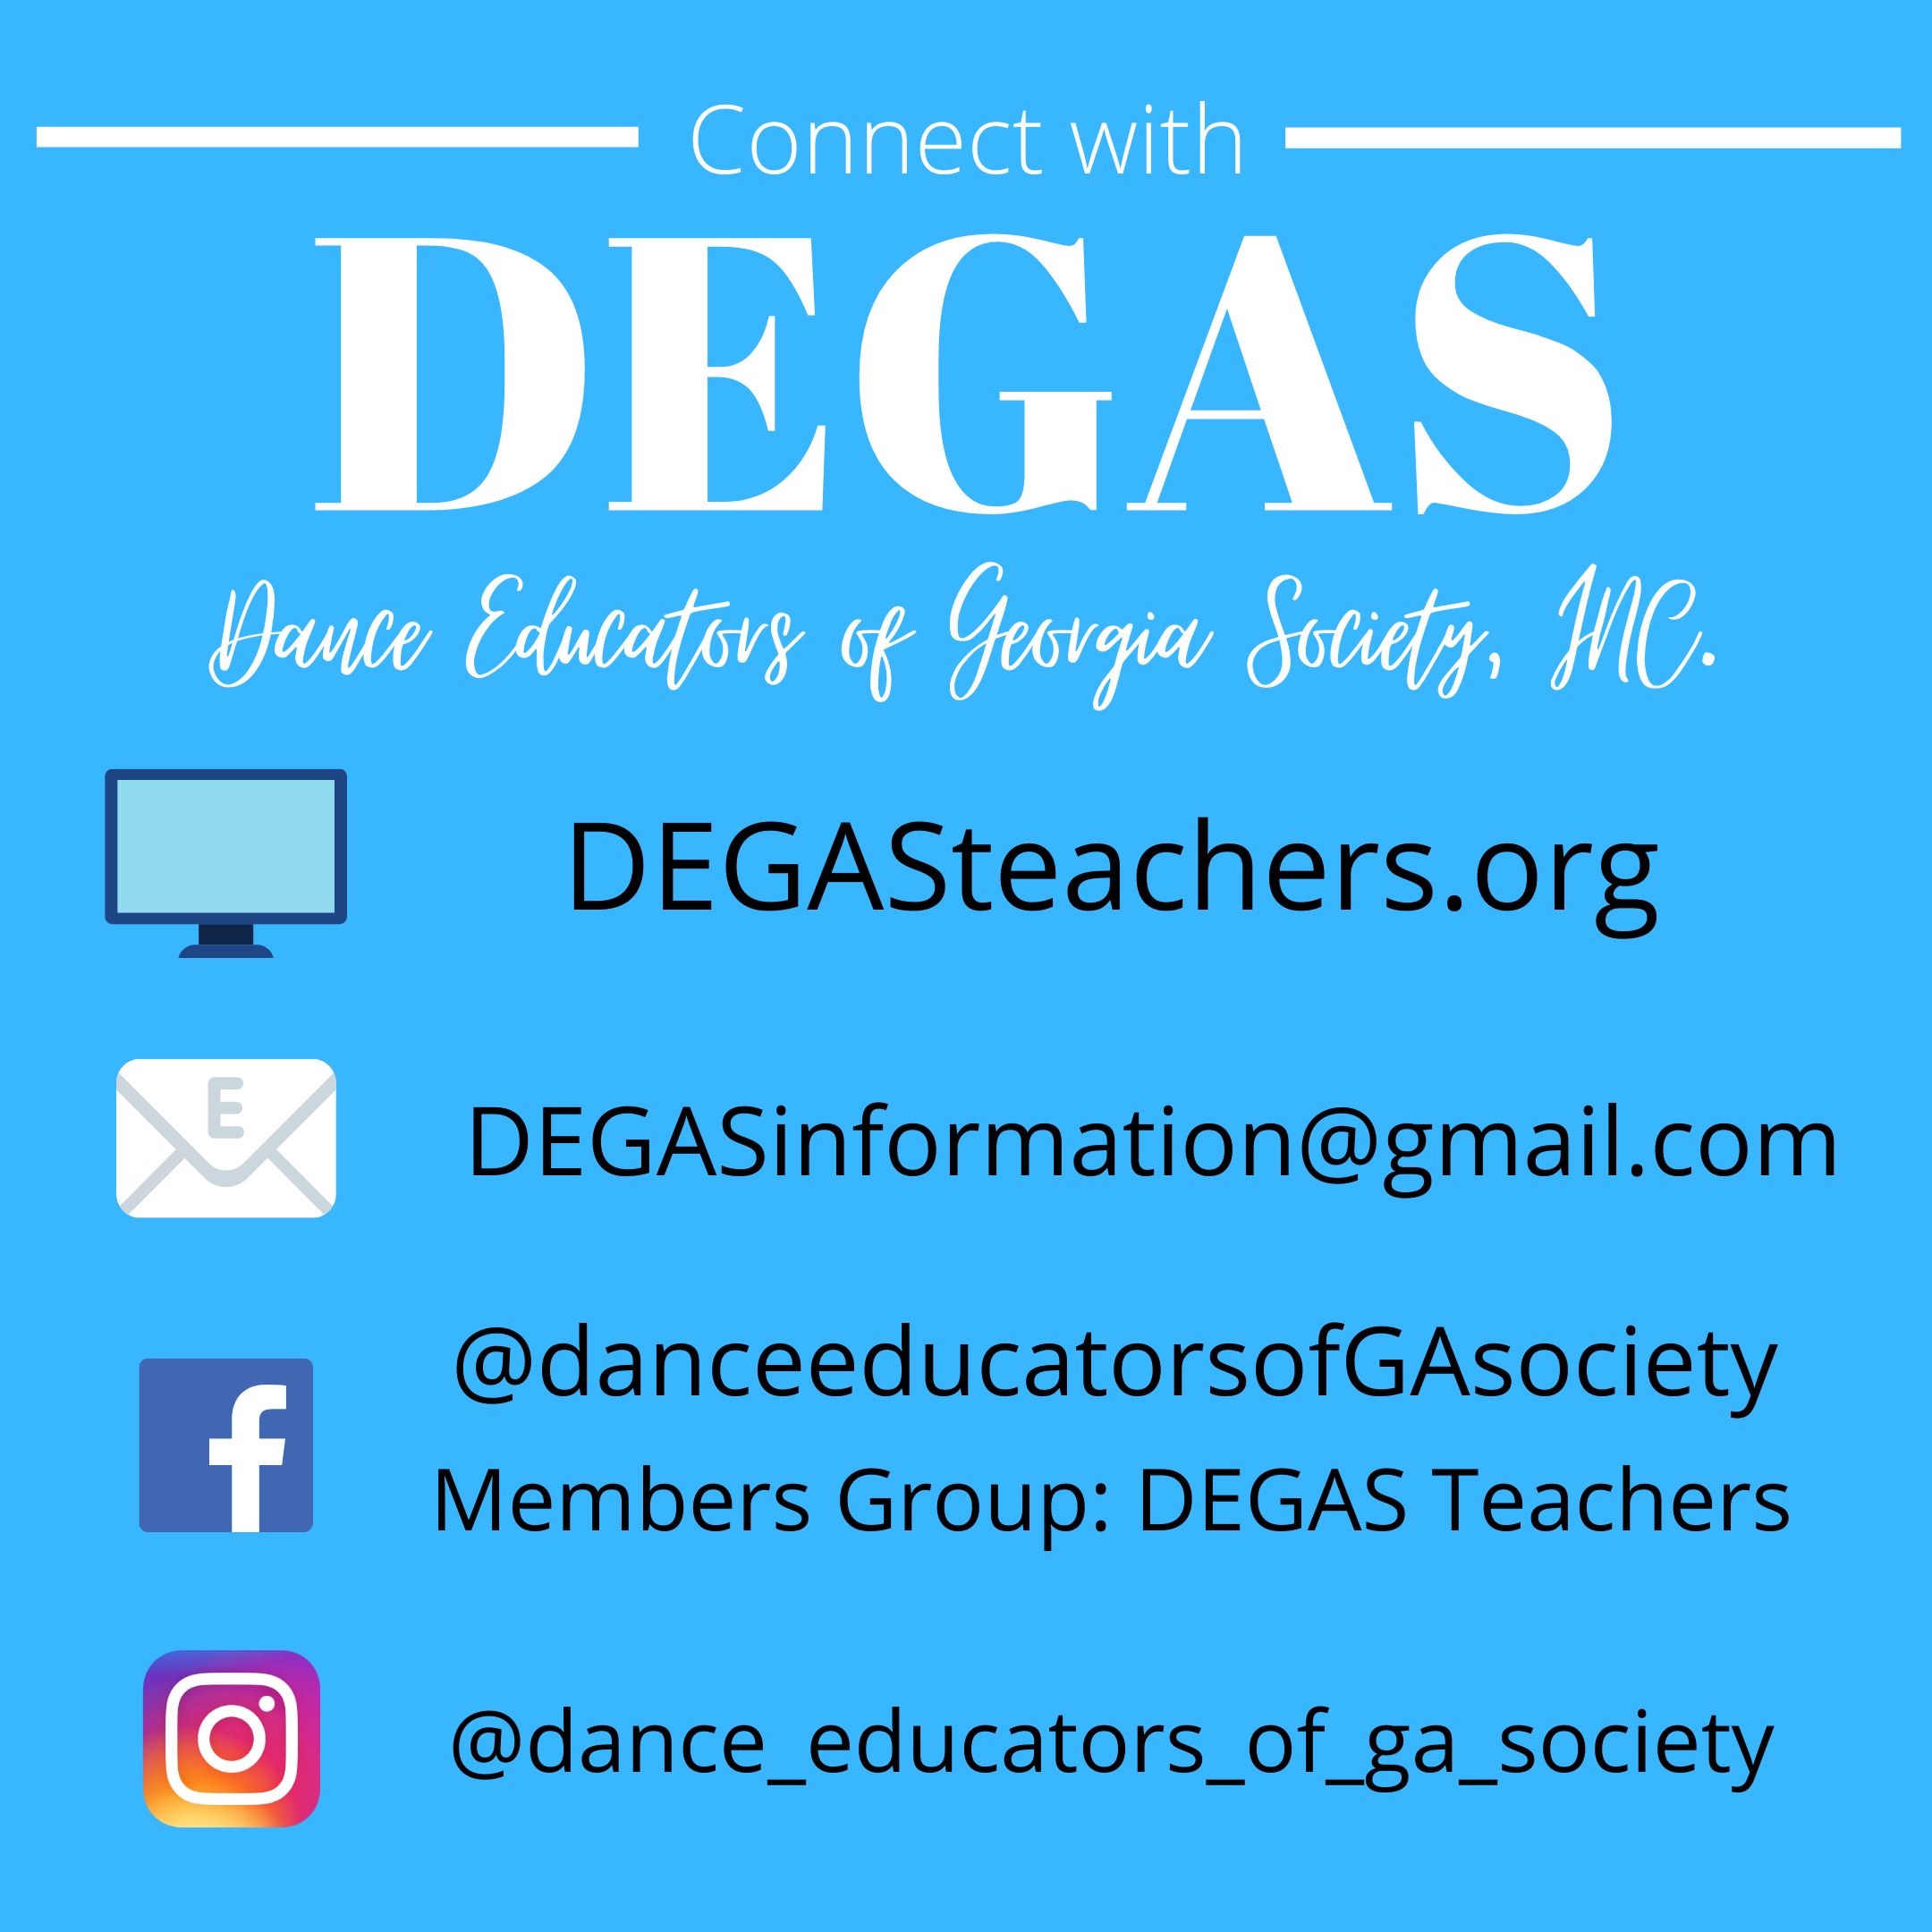 Connect with
DEGAS
Dance Educators of Georgia Society, INC.
DEGASteachers.org
E
DEGASinformation@gmail.com
@danceeducatorsofGAsociety
Members Group: DEGAS Teachers
@dance_educators_of_ga_society